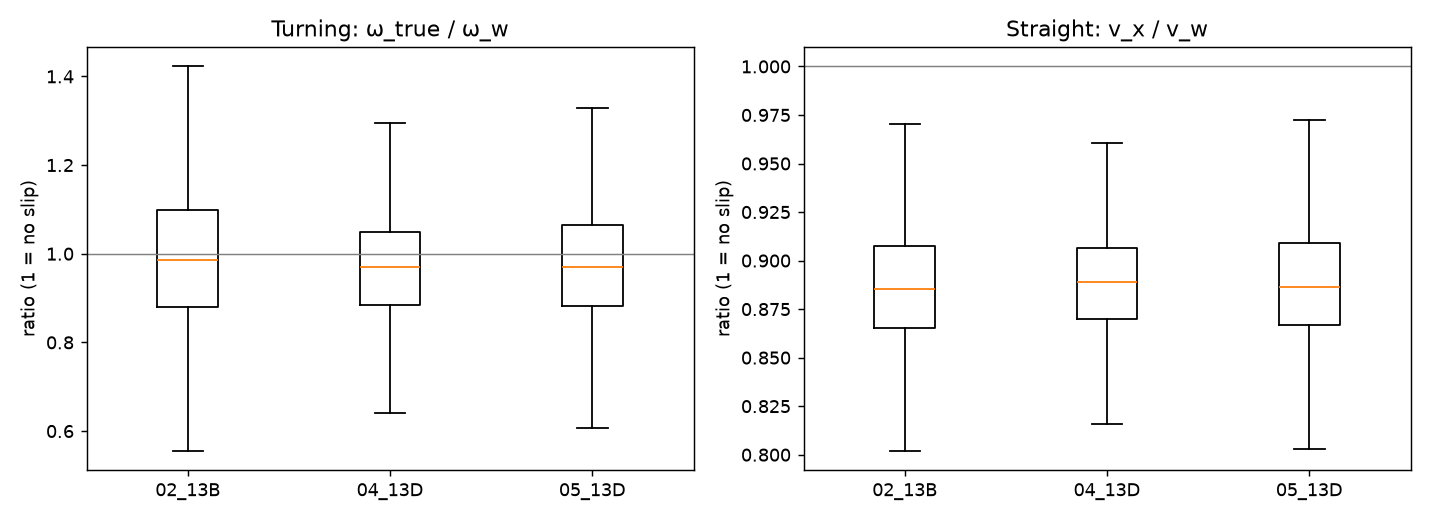 Turning: ω_true / ω_w
ratio (1 = no slip)
1.4
1.2
1.0
0.8
0.6
02_13B
04_13D
05_13D
Straight: v_x / v_w
ratio (1 = no slip)
1.000
0.975
0.950
0.925
0.900
0.875
0.850
0.825
0.800
02_13B
04_13D
05_13D